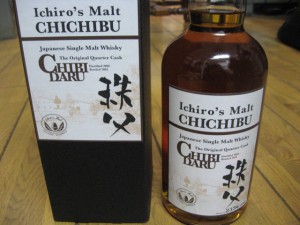 Ichiro's Malt
CHICHIBU
Japanese Single Malt Whisky
The Original Quarter Cask
CHIBI
DARU
秩父
Ichiro's Malt
CHICHIBU
Japanese Single Malt Whisky
The Original Quarter Cask
CHIBI
DARU
秩父